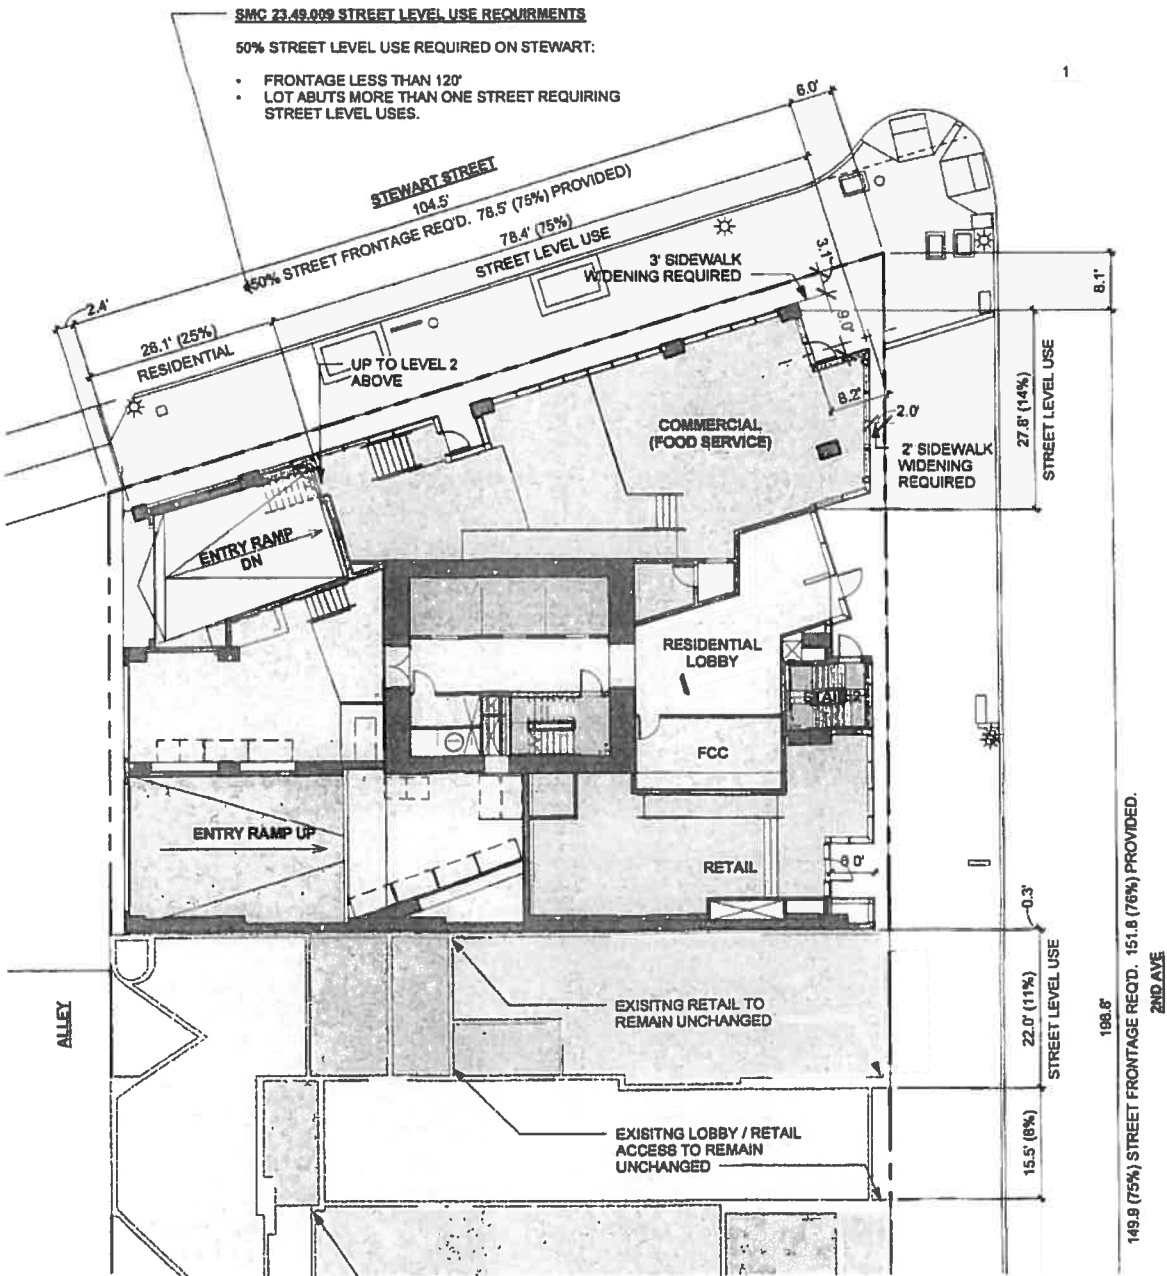 SMC 23.49.009 STREET LEVEL USE REQUIRMENTS
50% STREET LEVEL USE REQUIRED ON STEWART:
• FRONTAGE LESS THAN 120'
• LOT ABUTS MORE THAN ONE STREET REQUIRING
STREET LEVEL USES.
1
6.0'
STEWART STREET
104.5'
(50% STREET FRONTAGE REQ'D. 78.5' (75%) PROVIDED)
78.4' (75%)
STREET LEVEL USE
2.4'
26.1' (25%)
RESIDENTIAL
3' SIDEWALK
WIDENING REQUIRED
3.1'
9.0'
8.1'
UP TO LEVEL 2
ABOVE
COMMERCIAL
(FOOD SERVICE)
8.2'
2.0'
2' SIDEWALK
WIDENING
REQUIRED
27.8' (14%)
STREET LEVEL USE
ENTRY RAMP
DN
RESIDENTIAL
LOBBY
STAIR 2
FCC
ENTRY RAMP UP
RETAIL
6.0'
0.3'
ALLEY
EXISITNG RETAIL TO
REMAIN UNCHANGED
22.0' (11%)
STREET LEVEL USE
EXISITNG LOBBY / RETAIL
ACCESS TO REMAIN
UNCHANGED
15.5' (8%)
198.8'
149.9 (75%) STREET FRONTAGE REQ'D. 151.8 (76%) PROVIDED.
2ND AVE